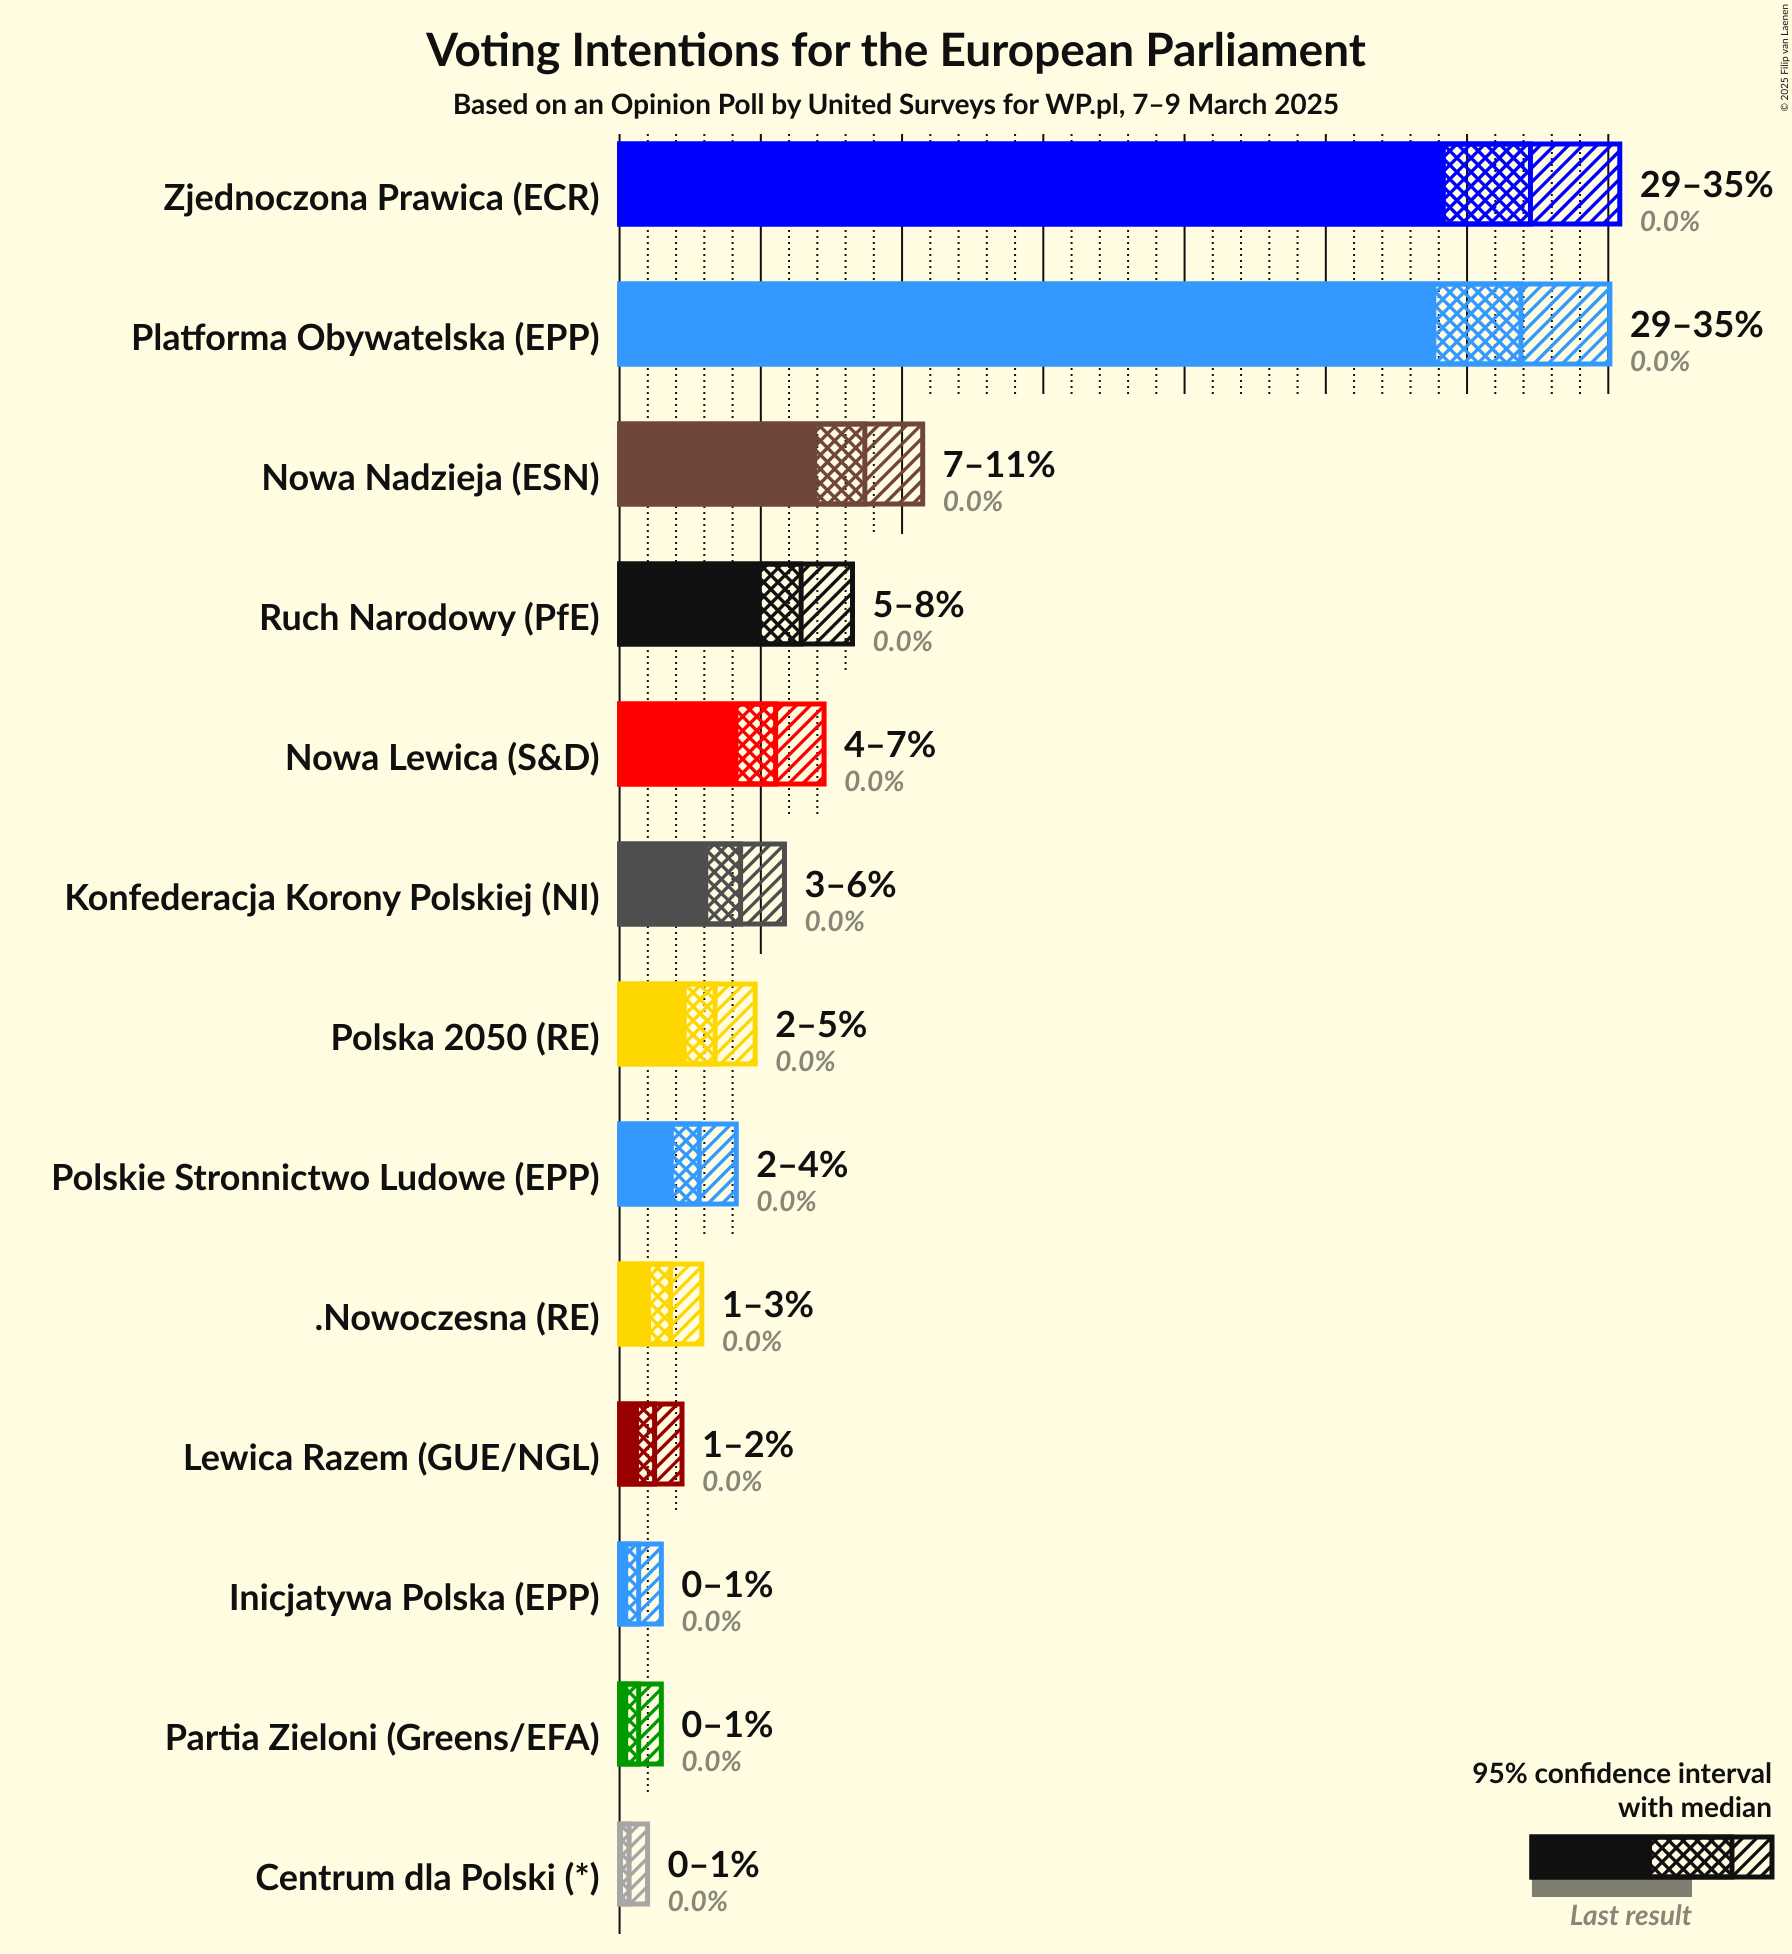 Voting Intentions for the European Parliament
Based on an Opinion Poll by United Surveys for WP.pl, 7–9 March 2025
© 2025 Filip van Laenen
Zjednoczona Prawica (ECR)
29–35%
0.0%
Platforma Obywatelska (EPP)
29–35%
0.0%
Nowa Nadzieja (ESN)
7–11%
0.0%
Ruch Narodowy (PfE)
5–8%
0.0%
Nowa Lewica (S&D)
4–7%
0.0%
Konfederacja Korony Polskiej (NI)
3–6%
0.0%
Polska 2050 (RE)
2–5%
0.0%
Polskie Stronnictwo Ludowe (EPP)
2–4%
0.0%
.Nowoczesna (RE)
1–3%
0.0%
Lewica Razem (GUE/NGL)
1–2%
0.0%
Inicjatywa Polska (EPP)
0–1%
0.0%
Partia Zieloni (Greens/EFA)
0–1%
0.0%
Centrum dla Polski (*)
0–1%
0.0%
95% confidence interval
with median
Last result